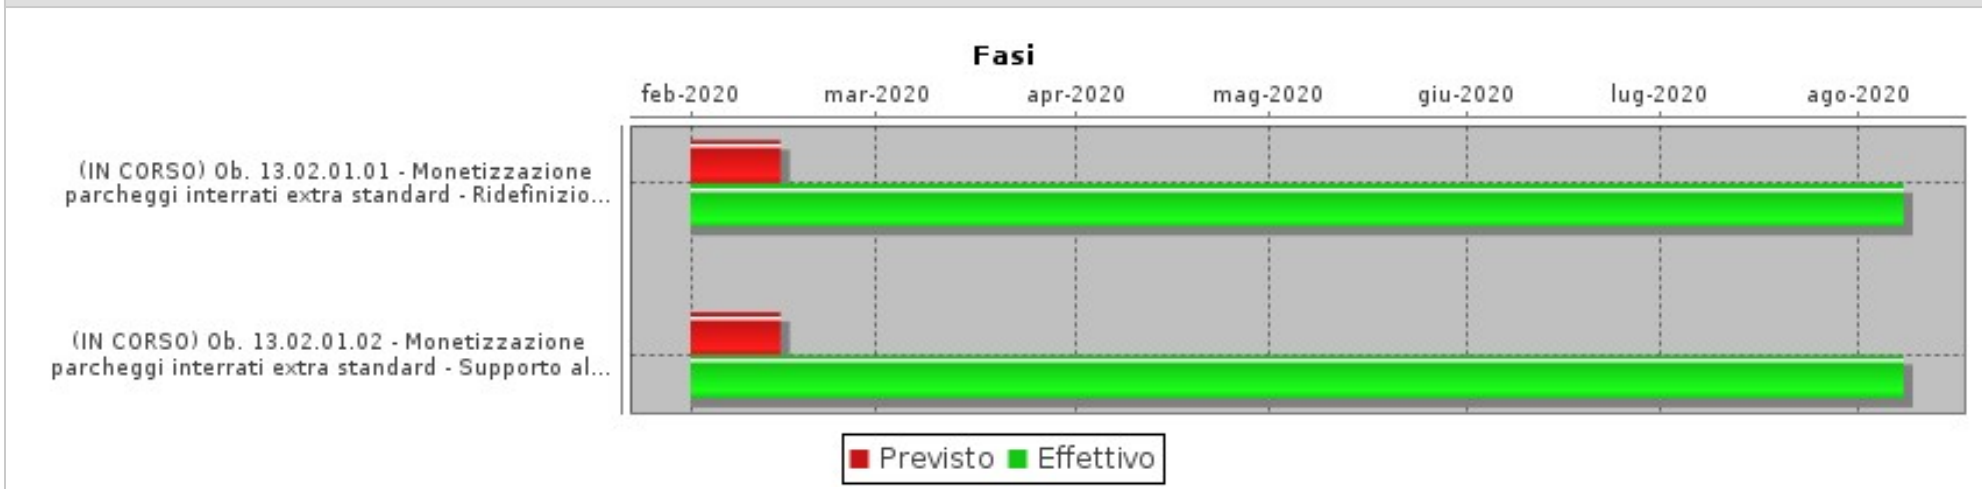 Fasi
feb-2020 mar-2020 apr-2020 mag-2020 giu-2020 lug-2020 ago-2020
(IN CORSO) Ob. 13.02.01.01 - Monetizzazione
parcheggi interrati extra standard - Ridefinizio...
(IN CORSO) Ob. 13.02.01.02 - Monetizzazione
parcheggi interrati extra standard - Supporto al...
Previsto Effettivo